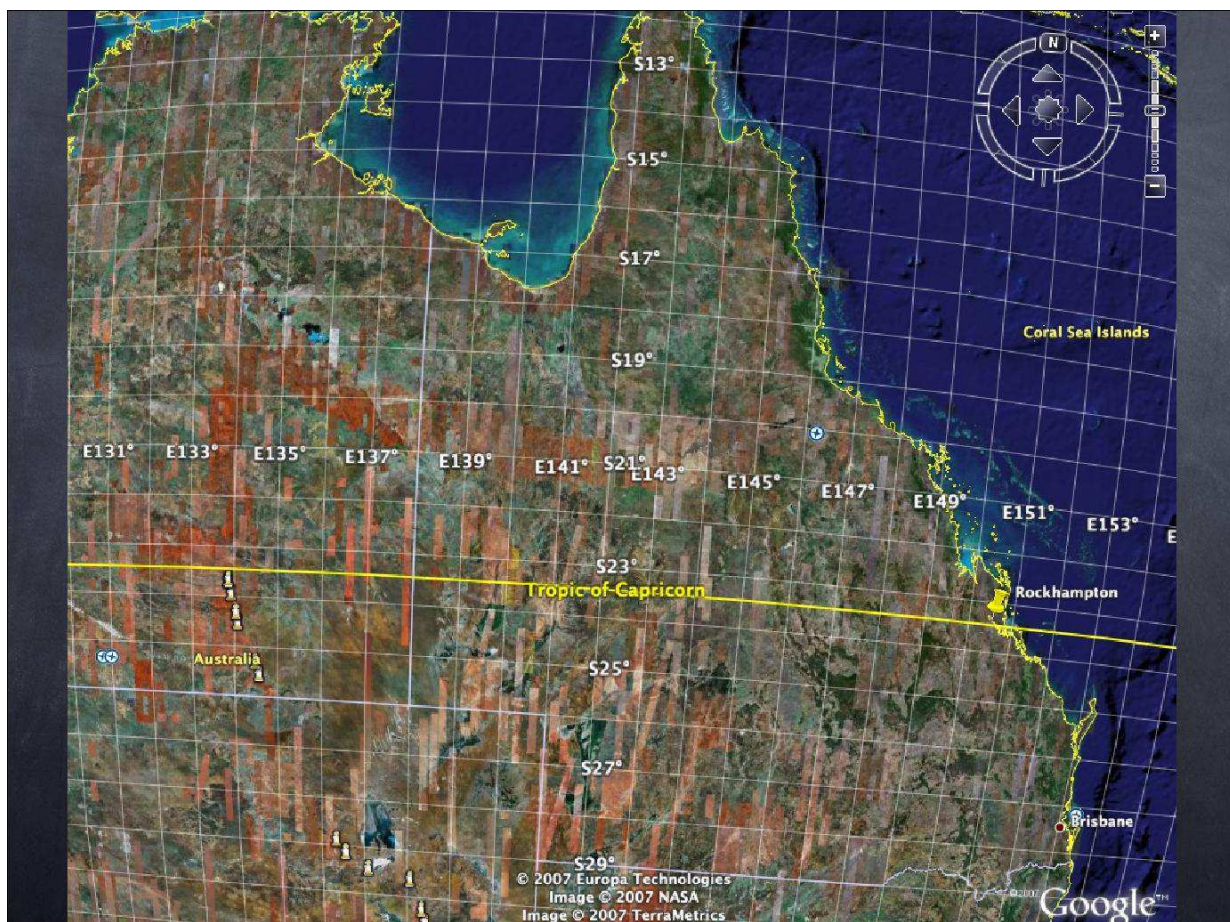 N
S13°
S15°
S17°
Coral Sea Islands
S19°
E131° E133° E135° E137° E139° E141° S21° E143° E145° E147° E149° E151° E153° E
S23°
Tropic of Capricorn
Rockhampton
S25°
Australia
S27°
Brisbane
S29°
© 2007 Europa Technologies
Image © 2007 NASA
Image © 2007 TerraMetrics
©2007 Google™